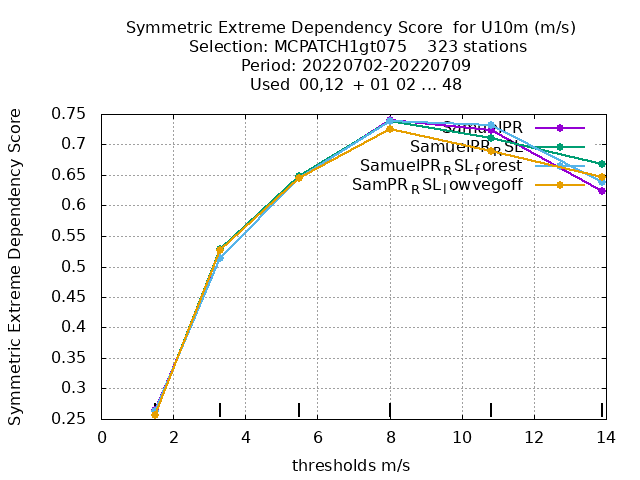 Symmetric Extreme Dependency Score  for U10m (m/s)
Selection: MCPATCH1gt075    323 stations
Period: 20220702-20220709
Used  00,12  + 01 02 ... 48
Symmetric Extreme Dependency Score
0.75
0.7
0.65
0.6
0.55
0.5
0.45
0.4
0.35
0.3
0.25
SamuelPR
SamuelPR_RSL
SamuelPR_RSL_forest
SamPR_RSL_lowvegoff
0 2 4 6 8 10 12 14
thresholds m/s